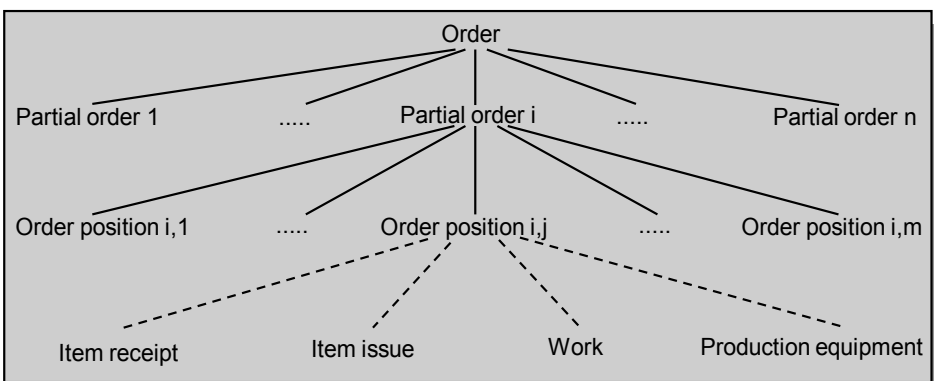 Order
Partial order 1 ..... Partial order i ..... Partial order n
Order position i,1 ..... Order position i,j ..... Order position i,m
Item receipt Item issue Work Production equipment